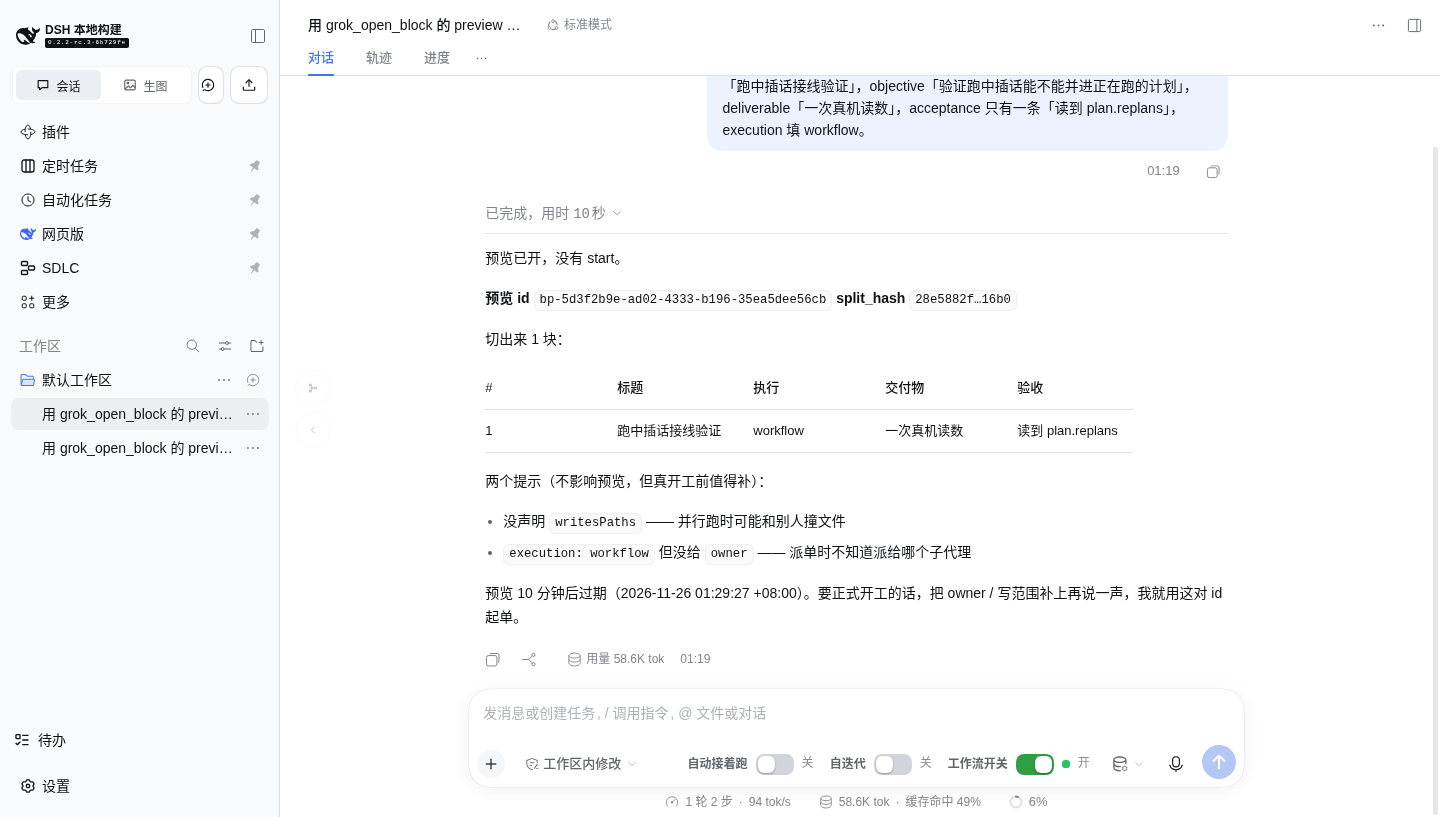 DSH 本地构建
0.2.2-rc.3-6b729fe
会话
生图
插件
定时任务
自动化任务
网页版
SDLC
更多
工作区
默认工作区
用 grok_open_block 的 previ…
用 grok_open_block 的 previ…
待办
设置
用 grok_open_block 的 preview …
标准模式
对话
轨迹
进度
「跑中插话接线验证」，objective「验证跑中插话能不能并进正在跑的计划」，
deliverable「一次真机读数」，acceptance 只有一条「读到 plan.replans」，
execution 填 workflow。
01:19
已完成，用时 10秒
预览已开，没有 start。
预览 id bp-5d3f2b9e-ad02-4333-b196-35ea5dee56cb split_hash 28e5882f…16b0
切出来 1 块：
# 标题 执行 交付物 验收
1 跑中插话接线验证 workflow 一次真机读数 读到 plan.replans
两个提示（不影响预览，但真开工前值得补）：
没声明 writesPaths —— 并行跑时可能和别人撞文件
execution: workflow 但没给 owner —— 派单时不知道派给哪个子代理
预览 10 分钟后过期（2026-11-26 01:29:27 +08:00）。要正式开工的话，把 owner / 写范围补上再说一声，我就用这对 id
起单。
用量 58.6K tok 01:19
发消息或创建任务, / 调用指令, @ 文件或对话
工作区内修改
自动接着跑 关
自迭代 关
工作流开关 开
1 轮 2 步 · 94 tok/s
58.6K tok · 缓存命中 49%
6%